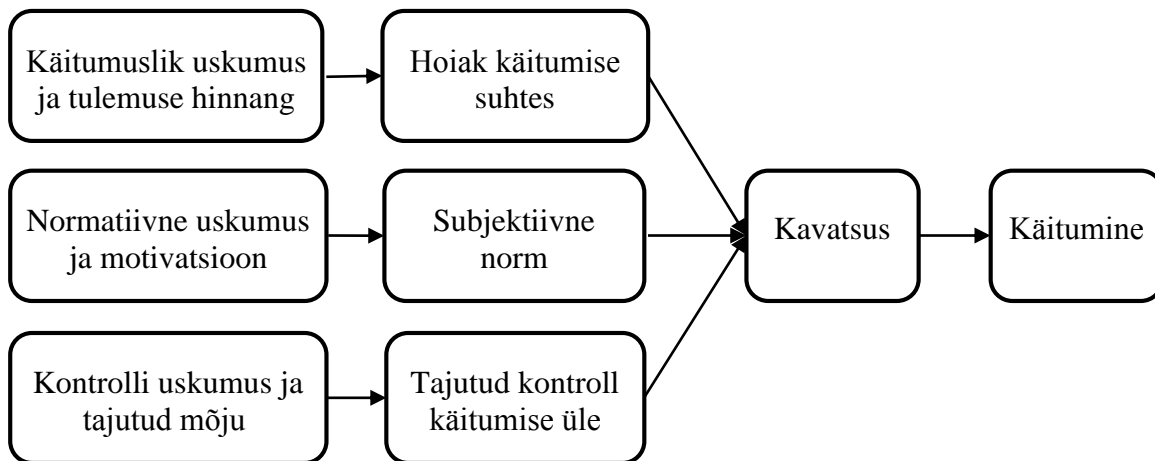 Käitumuslik uskumus
ja tulemuse hinnang
Hoiak käitumise
suhtes
Normatiivne uskumus
ja motivatsioon
Subjektiivne
norm
Kavatsus
Käitumine
Kontrolli uskumus ja
tajutud mõju
Tajutud kontroll
käitumise üle